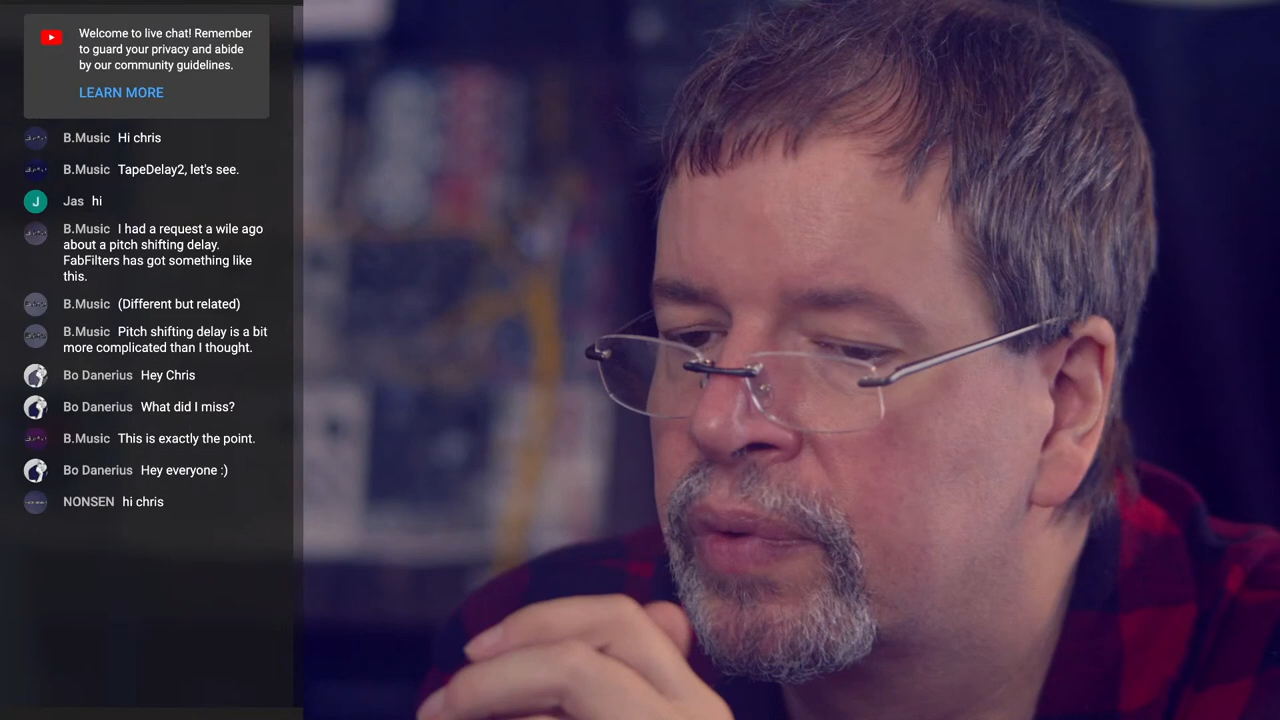 Welcome to live chat! Remember
to guard your privacy and abide
by our community guidelines.
LEARN MORE
B.Music Hi chris
B.Music TapeDelay2, let's see.
J
Jas hi
B.Music I had a request a wile ago
about a pitch shifting delay.
FabFilters has got something like
this.
B.Music (Different but related)
B.Music Pitch shifting delay is a bit
more complicated than I thought.
Bo Danerius Hey Chris
Bo Danerius What did I miss?
B.Music This is exactly the point.
Bo Danerius Hey everyone :)
NONSEN hi chris